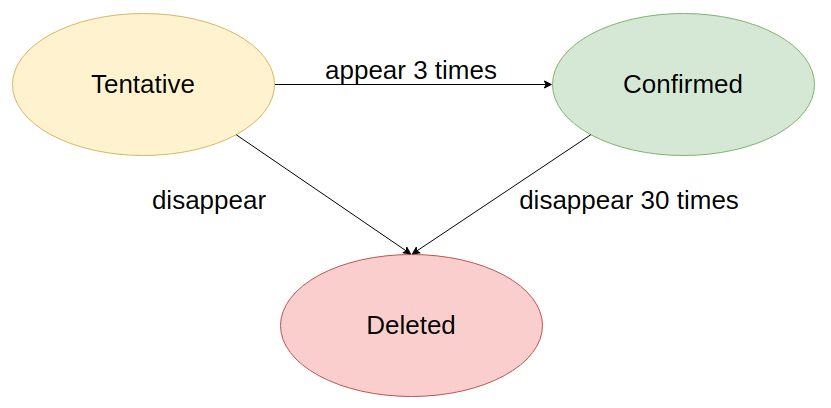 appear 3 times
Tentative
Confirmed
disappear
disappear 30 times
Deleted